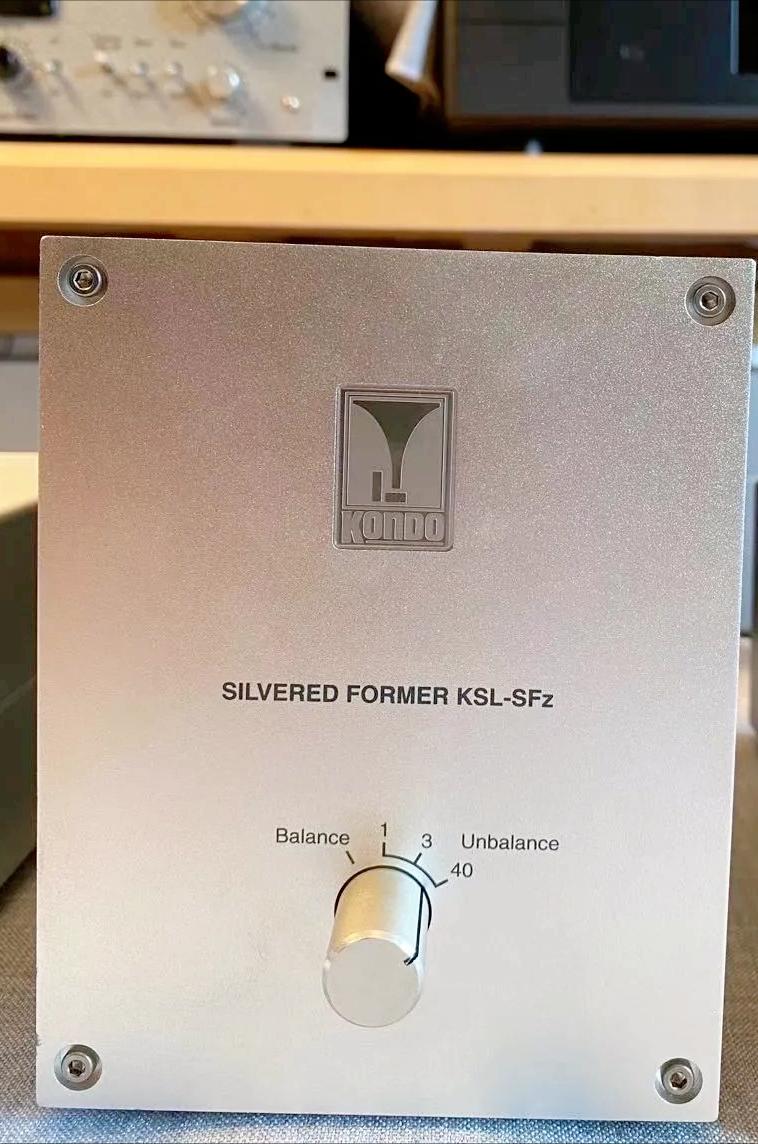 KONDO
SILVERED FORMER KSL-SFz
Balance 1 3 Unbalance
40